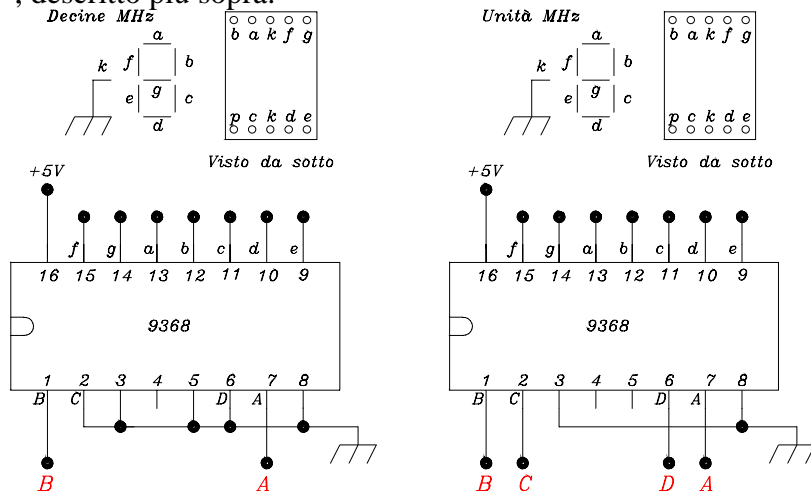 , descritto più sopra.
Decine MHz
Unità MHz
a
b a k f g
k f b
g
e c
d
p c k d e
Visto da sotto
a
b a k f g
k f b
g
e c
d
p c k d e
Visto da sotto
+5V
f g a b c d e
16 15 14 13 12 11 10 9
9368
1 2 3 4 5 6 7 8
B C D A
B A
+5V
f g a b c d e
16 15 14 13 12 11 10 9
9368
1 2 3 4 5 6 7 8
B C D A
B C D A